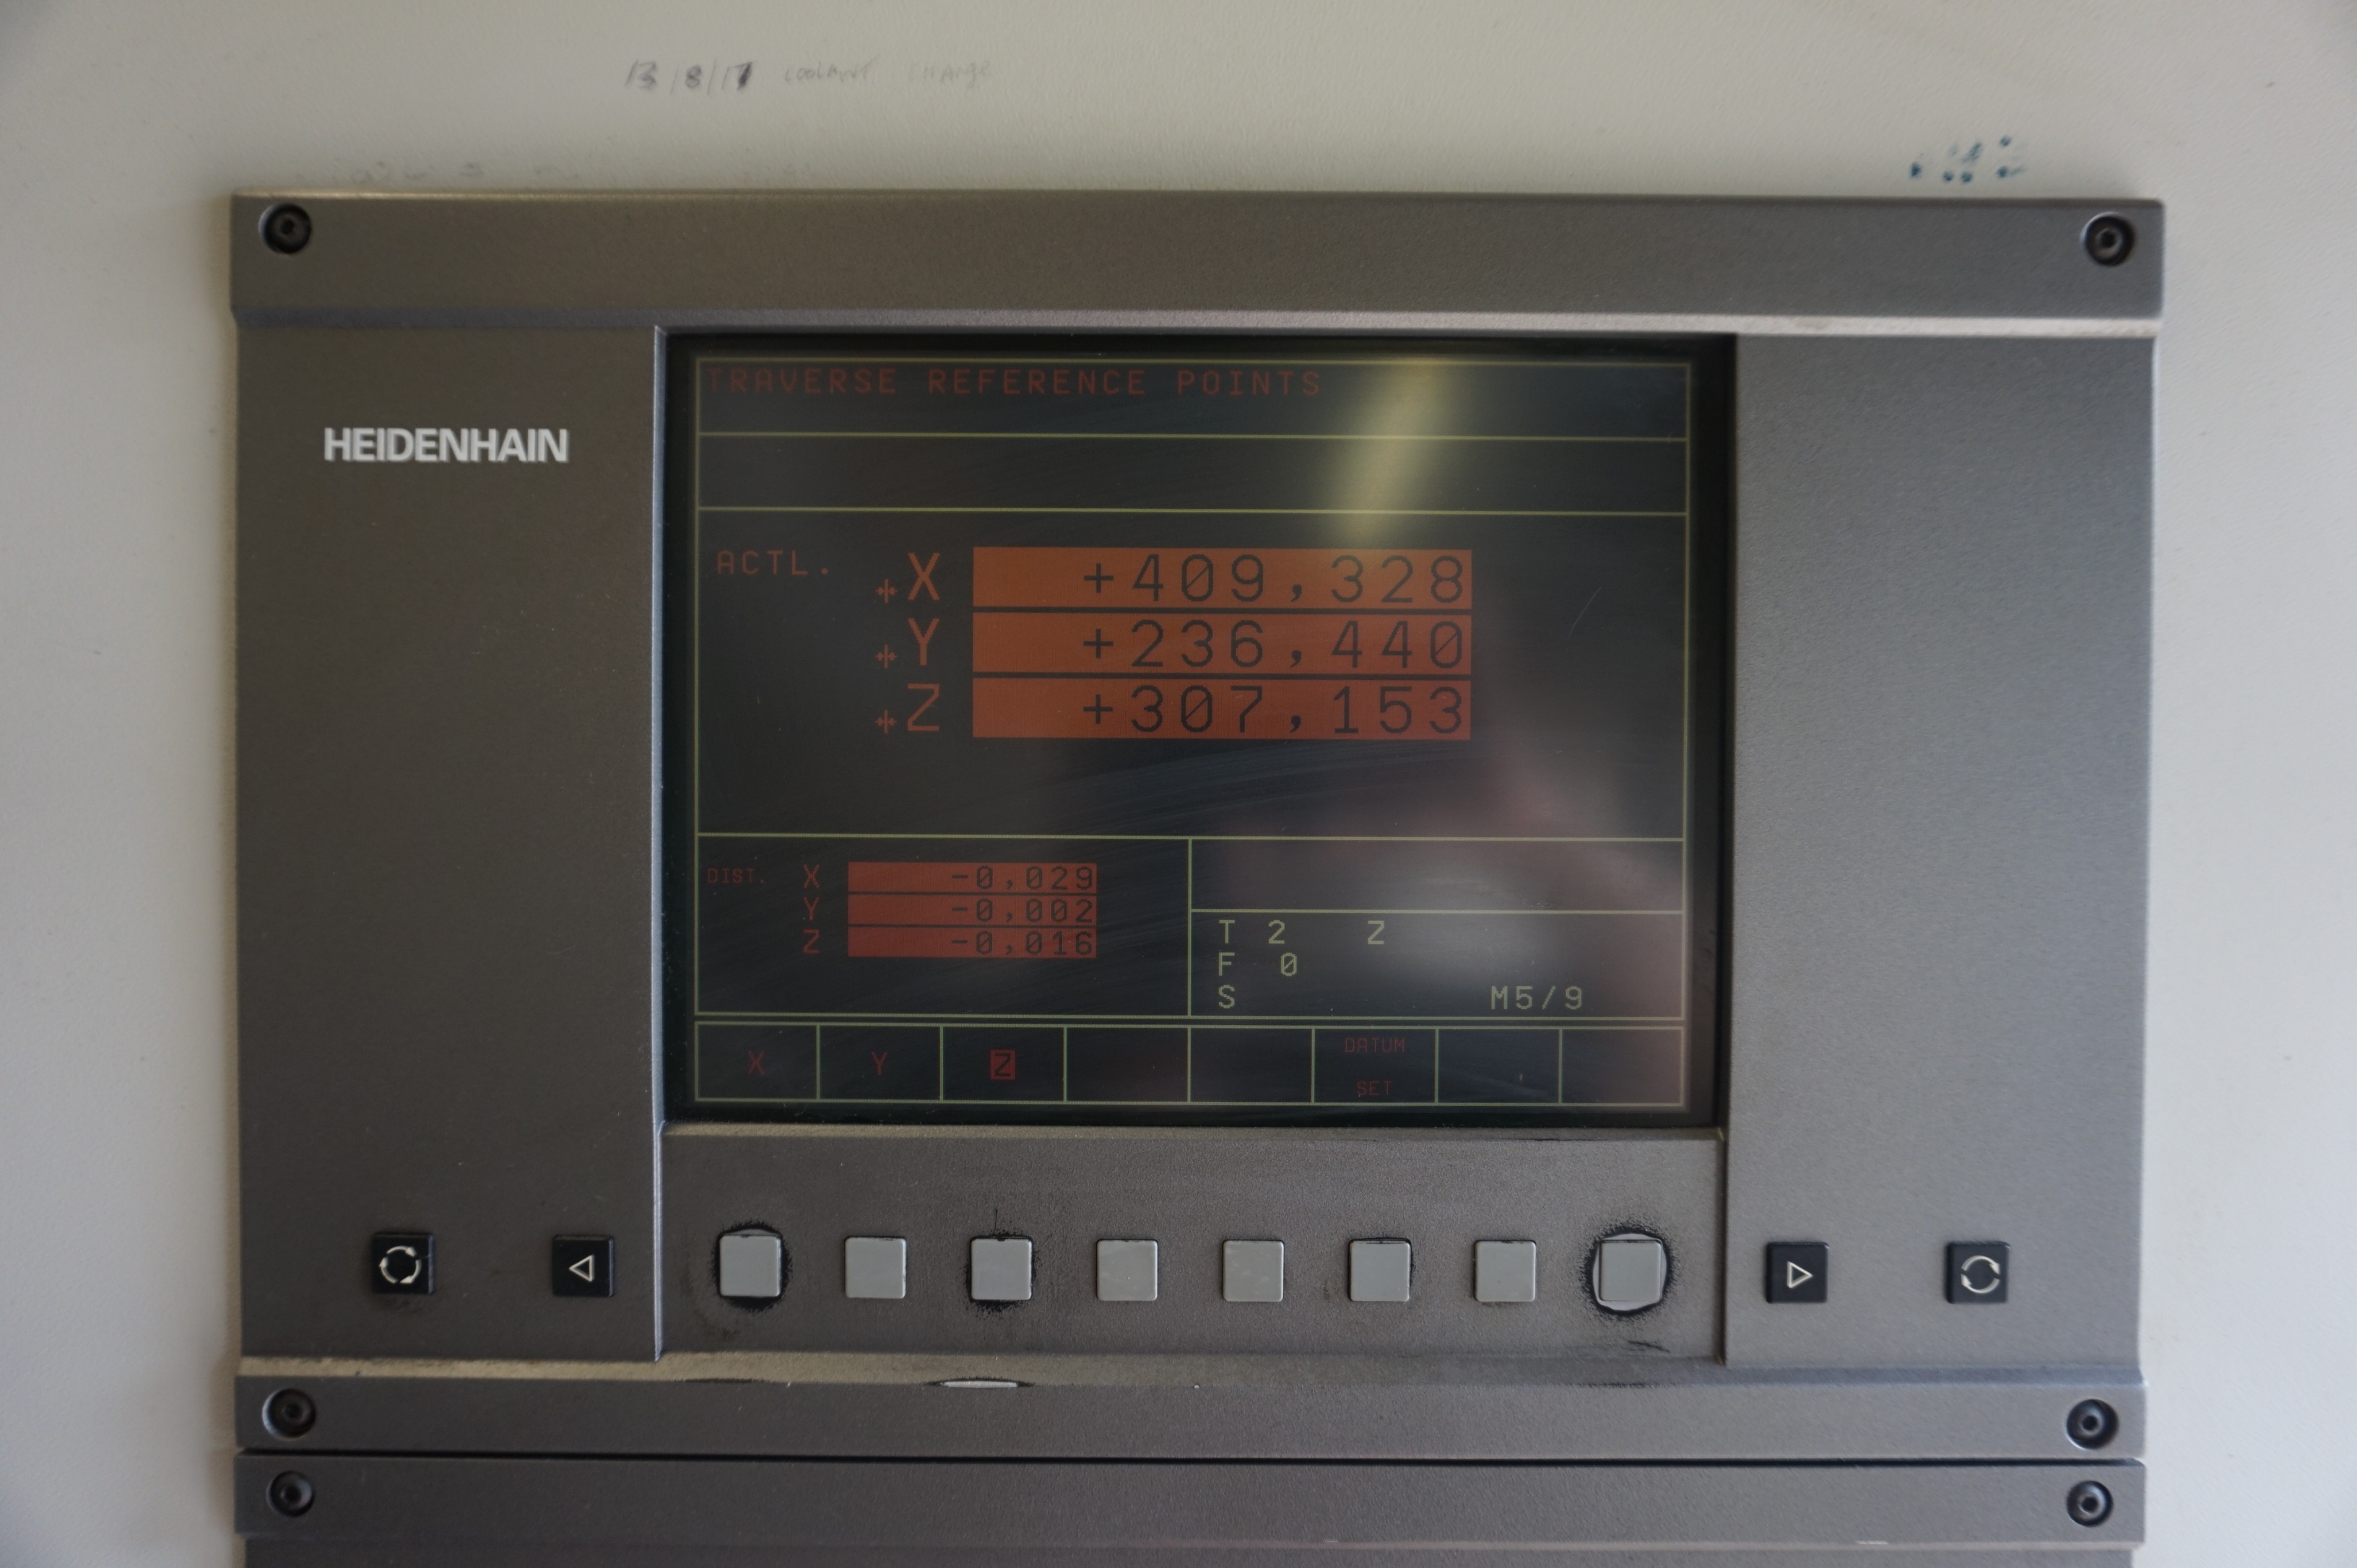 13/8/17 coolant change
HEIDENHAIN
TRAVERSE REFERENCE POINTS
ACTL. X +409,328
Y +236,440
Z +307,153
DIST. X -0,029
Y -0,002
Z -0,016
T 2 Z
F 0
S M5/9
X Y Z DATUM SET